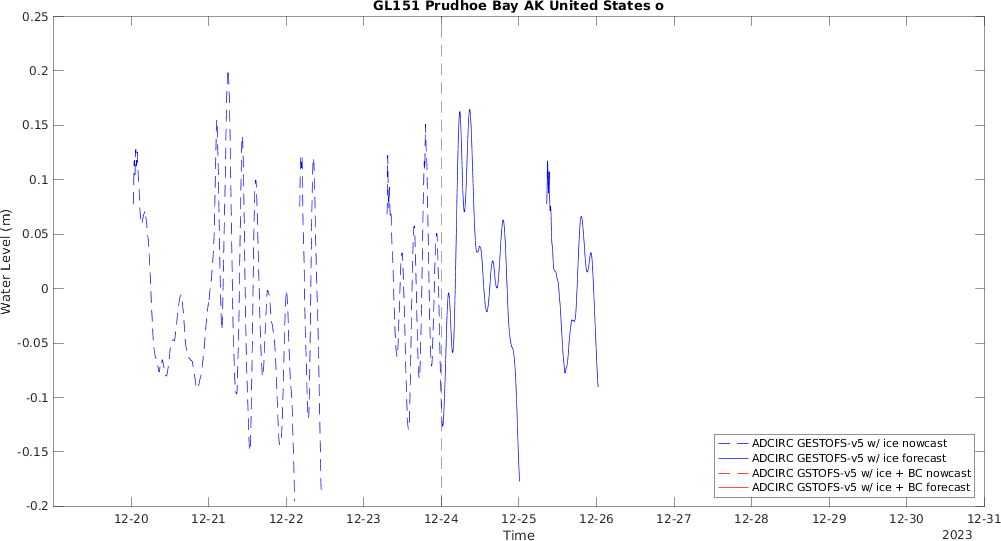 GL151 Prudhoe Bay AK United States o
Water Level (m)
0.25
0.2
0.15
0.1
0.05
0
-0.05
-0.1
-0.15
-0.2
12-20 12-21 12-22 12-23 12-24 12-25 12-26 12-27 12-28 12-29 12-30 12-31
2023
Time
ADCIRC GESTOFS-v5 w/ ice nowcast
ADCIRC GESTOFS-v5 w/ ice forecast
ADCIRC GSTOFS-v5 w/ ice + BC nowcast
ADCIRC GSTOFS-v5 w/ ice + BC forecast